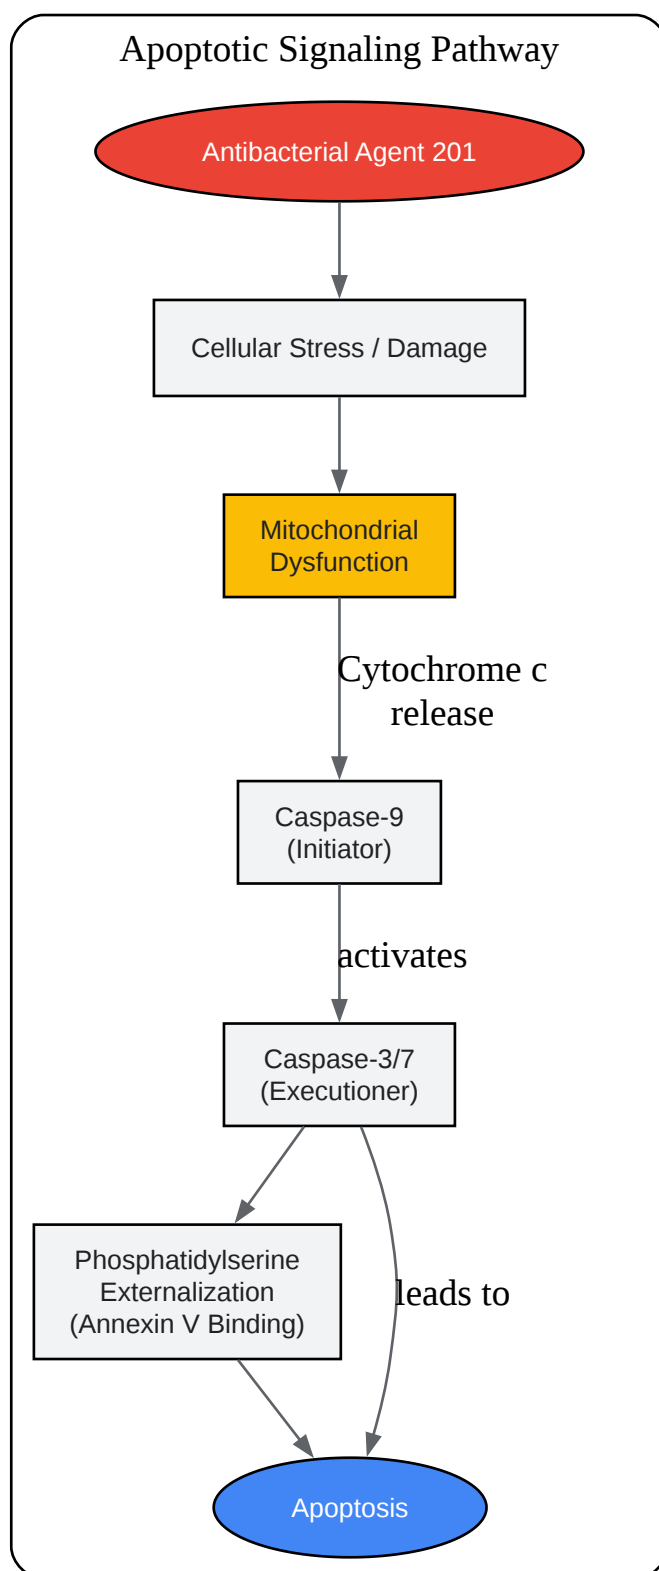 Apoptotic Signaling Pathway
Antibacterial Agent 201
Cellular Stress / Damage
Mitochondrial
Dysfunction
Cytochrome c
release
Caspase-9
(Initiator)
activates
Caspase-3/7
(Executioner)
Phosphatidylserine
Externalization
(Annexin V Binding)
leads to
Apoptosis